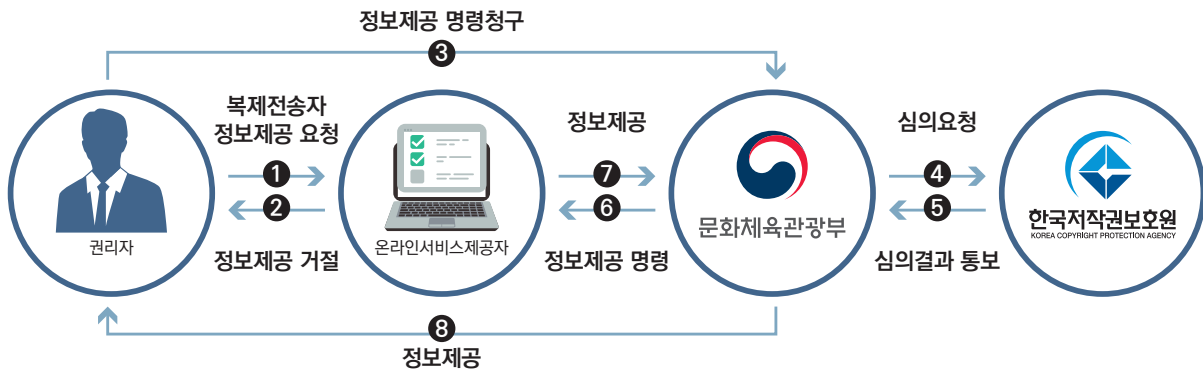 정보제공 명령청구
3
복제전송자
정보제공 요청
1
2
정보제공 거절
권리자
온라인서비스제공자
정보제공
7
6
정보제공 명령
문화체육관광부
심의요청
4
5
심의결과 통보
한국저작권보호원
KOREA COPYRIGHT PROTECTION AGENCY
8
정보제공